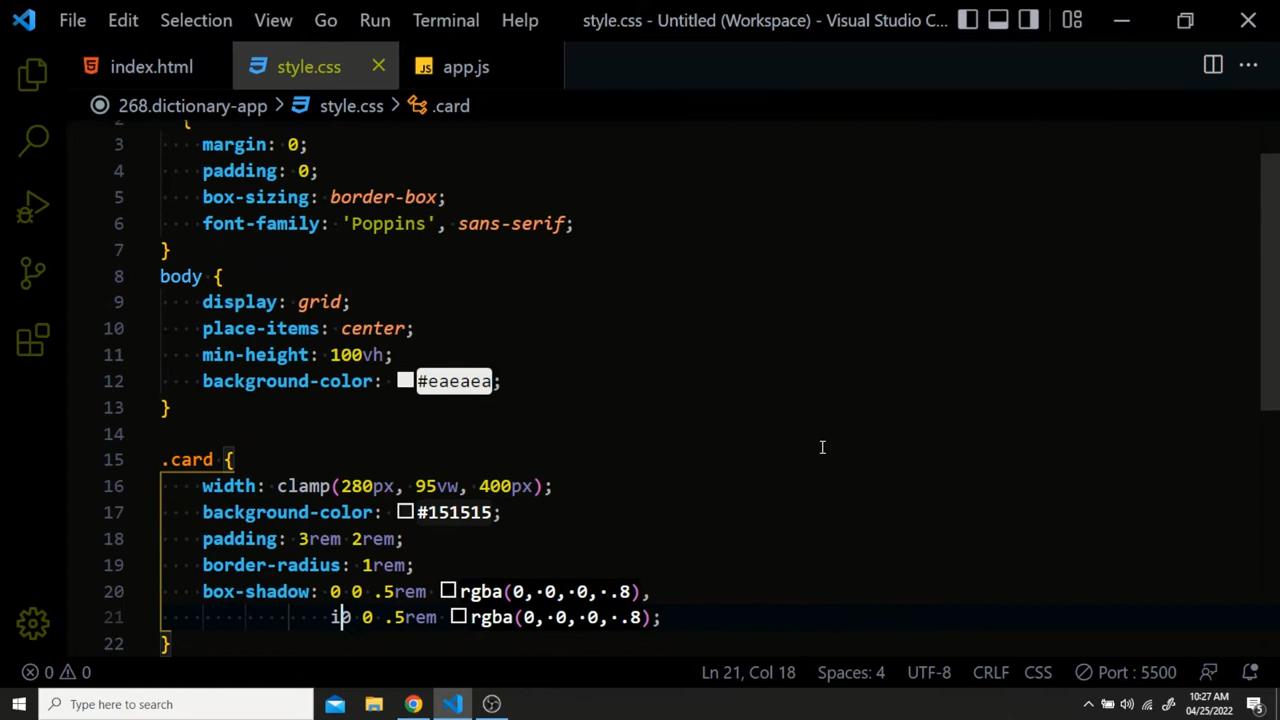 File Edit Selection View Go Run Terminal Help style.css - Untitled (Workspace) - Visual Studio C...
index.html style.css app.js
268.dictionary-app > style.css > .card
{
3 margin: 0;
4 padding: 0;
5 box-sizing: border-box;
6 font-family: 'Poppins', sans-serif;
7 }
8 body {
9 display: grid;
10 place-items: center;
11 min-height: 100vh;
12 background-color: #eaeaea;
13 }
14
15 .card {
16 width: clamp(280px, 95vw, 400px);
17 background-color: #151515;
18 padding: 3rem 2rem;
19 border-radius: 1rem;
20 box-shadow: 0 0 .5rem rgba(0, 0, 0, .8),
21 i0 0 .5rem rgba(0, 0, 0, .8);
22 }
0 0 Ln 21, Col 18 Spaces: 4 UTF-8 CRLF CSS Port : 5500
Type here to search
10:27 AM
04/25/2022
5